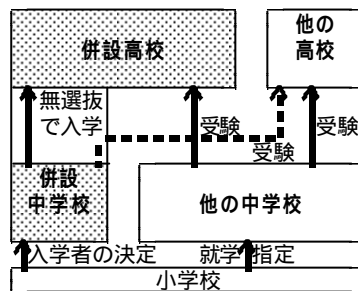 併設高校
他の
高校
無選抜
で入学
受験
受験
受験
併設
中学校
他の中学校
入学者の決定
就学 指定
小学校